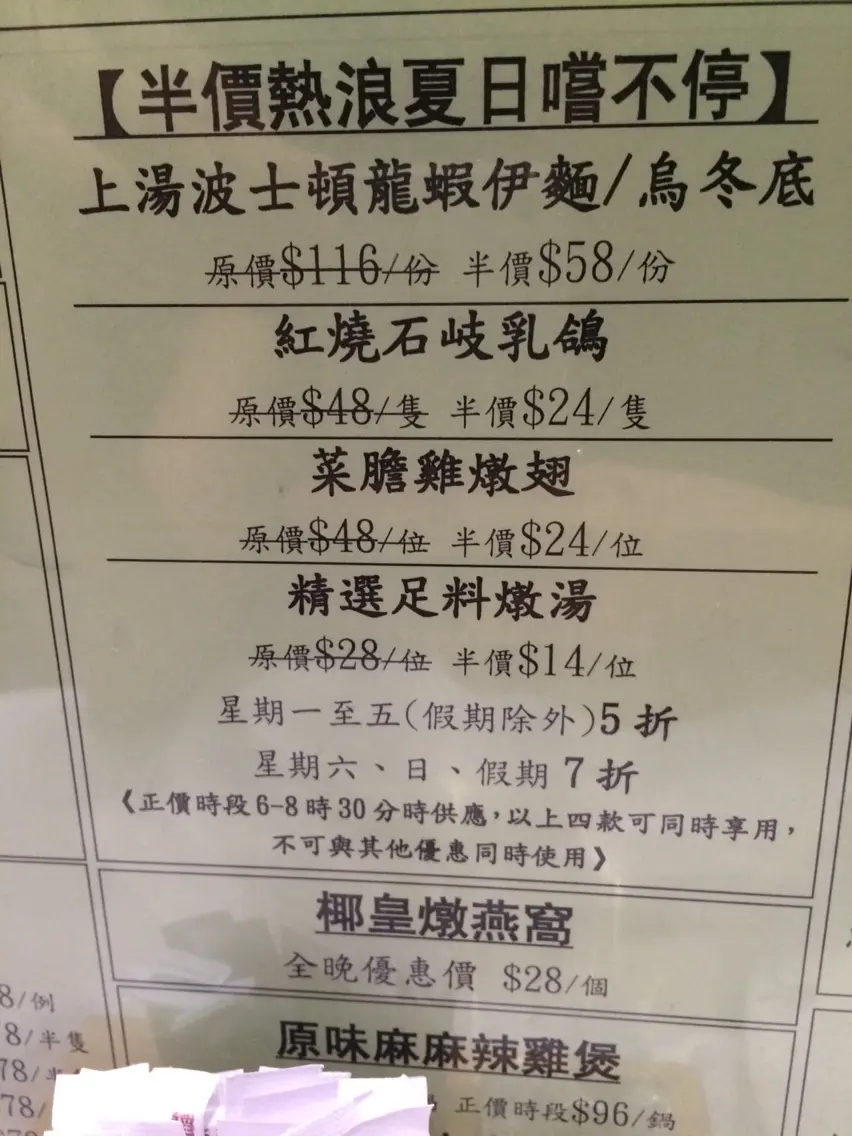 【半價熱浪夏日嚐不停】
上湯波士頓龍蝦伊麵/烏冬底
原價$116/份 半價$58/份
紅燒石岐乳鴿
原價$48/隻 半價$24/隻
菜膽雞燉翅
原價$48/位 半價$24/位
精選足料燉湯
原價$28/位 半價$14/位
星期一至五(假期除外)5折
星期六、日、假期7折
《正價時段6-8時30分時供應,以上四款可同時享用,
不可與其他優惠同時使用》
椰皇燉燕窩
全晚優惠價 $28/個
8/例
8/半隻
78/
78/
原味麻麻辣雞煲
正價時段$96/鍋